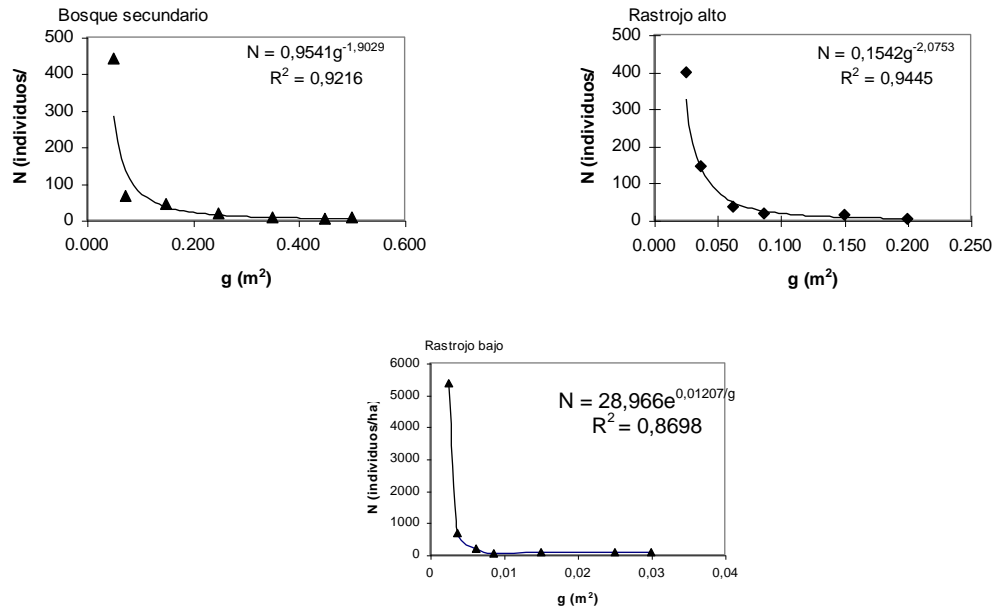 Bosque secundario
N (individuos/
500
400
300
200
100
0
N = 0,9541g-1,9029
R2 = 0,9216
0.000 0.200 0.400 0.600
g (m2)
Rastrojo alto
N (individuos/
500
400
300
200
100
0
N = 0,1542g-2,0753
R2 = 0,9445
0.000 0.050 0.100 0.150 0.200 0.250
g (m2)
Rastrojo bajo
N (individuos/ha)
6000
5000
4000
3000
2000
1000
0
N = 28,966e0,01207/g
R2 = 0,8698
0 0,01 0,02 0,03 0,04
g (m2)